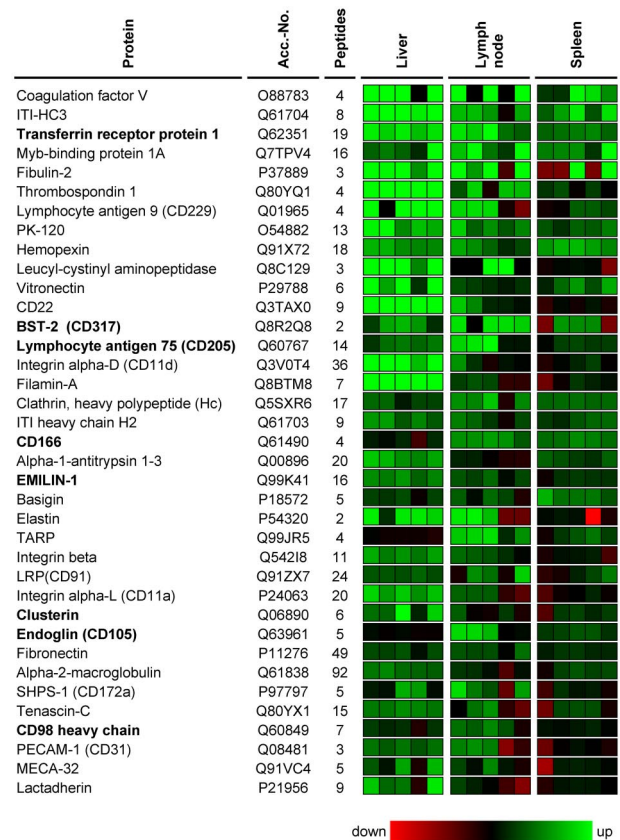 Protein Acc.-No. Peptides Liver Lymph node Spleen
Coagulation factor V O88783 4
ITI-HC3 Q61704 8
Transferrin receptor protein 1 Q62351 19
Myb-binding protein 1A Q7TPV4 16
Fibulin-2 P37889 3
Thrombospondin 1 Q80YQ1 4
Lymphocyte antigen 9 (CD229) Q01965 4
PK-120 O54882 13
Hemopexin Q91X72 18
Leucyl-cystinyl aminopeptidase Q8C129 3
Vitronectin P29788 6
CD22 Q3TAX0 9
BST-2 (CD317) Q8R2Q8 2
Lymphocyte antigen 75 (CD205) Q60767 14
Integrin alpha-D (CD11d) Q3V0T4 36
Filamin-A Q8BTM8 7
Clathrin, heavy polypeptide (Hc) Q5SXR6 17
ITI heavy chain H2 Q61703 9
CD166 Q61490 4
Alpha-1-antitrypsin 1-3 Q00896 20
EMILIN-1 Q99K41 16
Basigin P18572 5
Elastin P54320 2
TARP Q99JR5 4
Integrin beta Q542I8 11
LRP(CD91) Q91ZX7 24
Integrin alpha-L (CD11a) P24063 20
Clusterin Q06890 6
Endoglin (CD105) Q63961 5
Fibronectin P11276 49
Alpha-2-macroglobulin Q61838 92
SHPS-1 (CD172a) P97797 5
Tenascin-C Q80YX1 15
CD98 heavy chain Q60849 7
PECAM-1 (CD31) Q08481 3
MECA-32 Q91VC4 5
Lactadherin P21956 9
down up